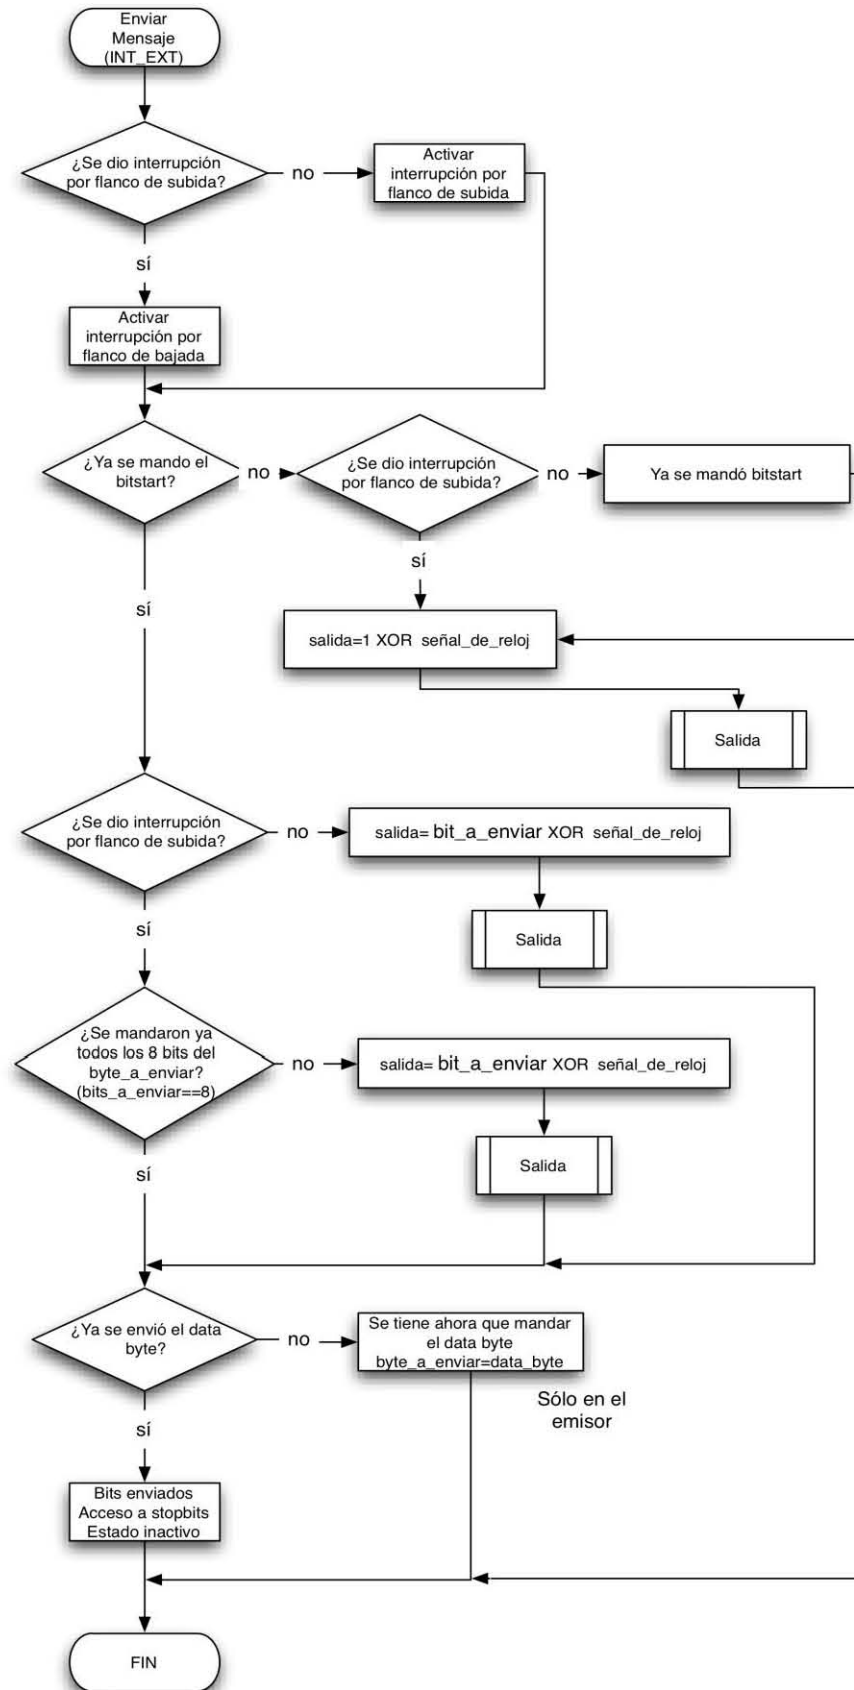 Enviar
Mensaje
(INT_EXT)
¿Se dio interrupción
por flanco de subida?
no
Activar
interrupción por
flanco de subida
sí
Activar
interrupción por
flanco de bajada
¿Ya se mando el
bitstart?
no
¿Se dio interrupción
por flanco de subida?
no
Ya se mandó bitstart
sí
sí
salida=1 XOR señal_de_reloj
Salida
¿Se dio interrupción
por flanco de subida?
no
salida= bit_a_enviar XOR señal_de_reloj
Salida
sí
¿Se mandaron ya
todos los 8 bits del
byte_a_enviar?
(bits_a_enviar==8)
no
salida= bit_a_enviar XOR señal_de_reloj
Salida
sí
¿Ya se envió el data
byte?
no
Se tiene ahora que mandar
el data byte
byte_a_enviar=data_byte
Sólo en el
emisor
sí
Bits enviados
Acceso a stopbits
Estado inactivo
FIN